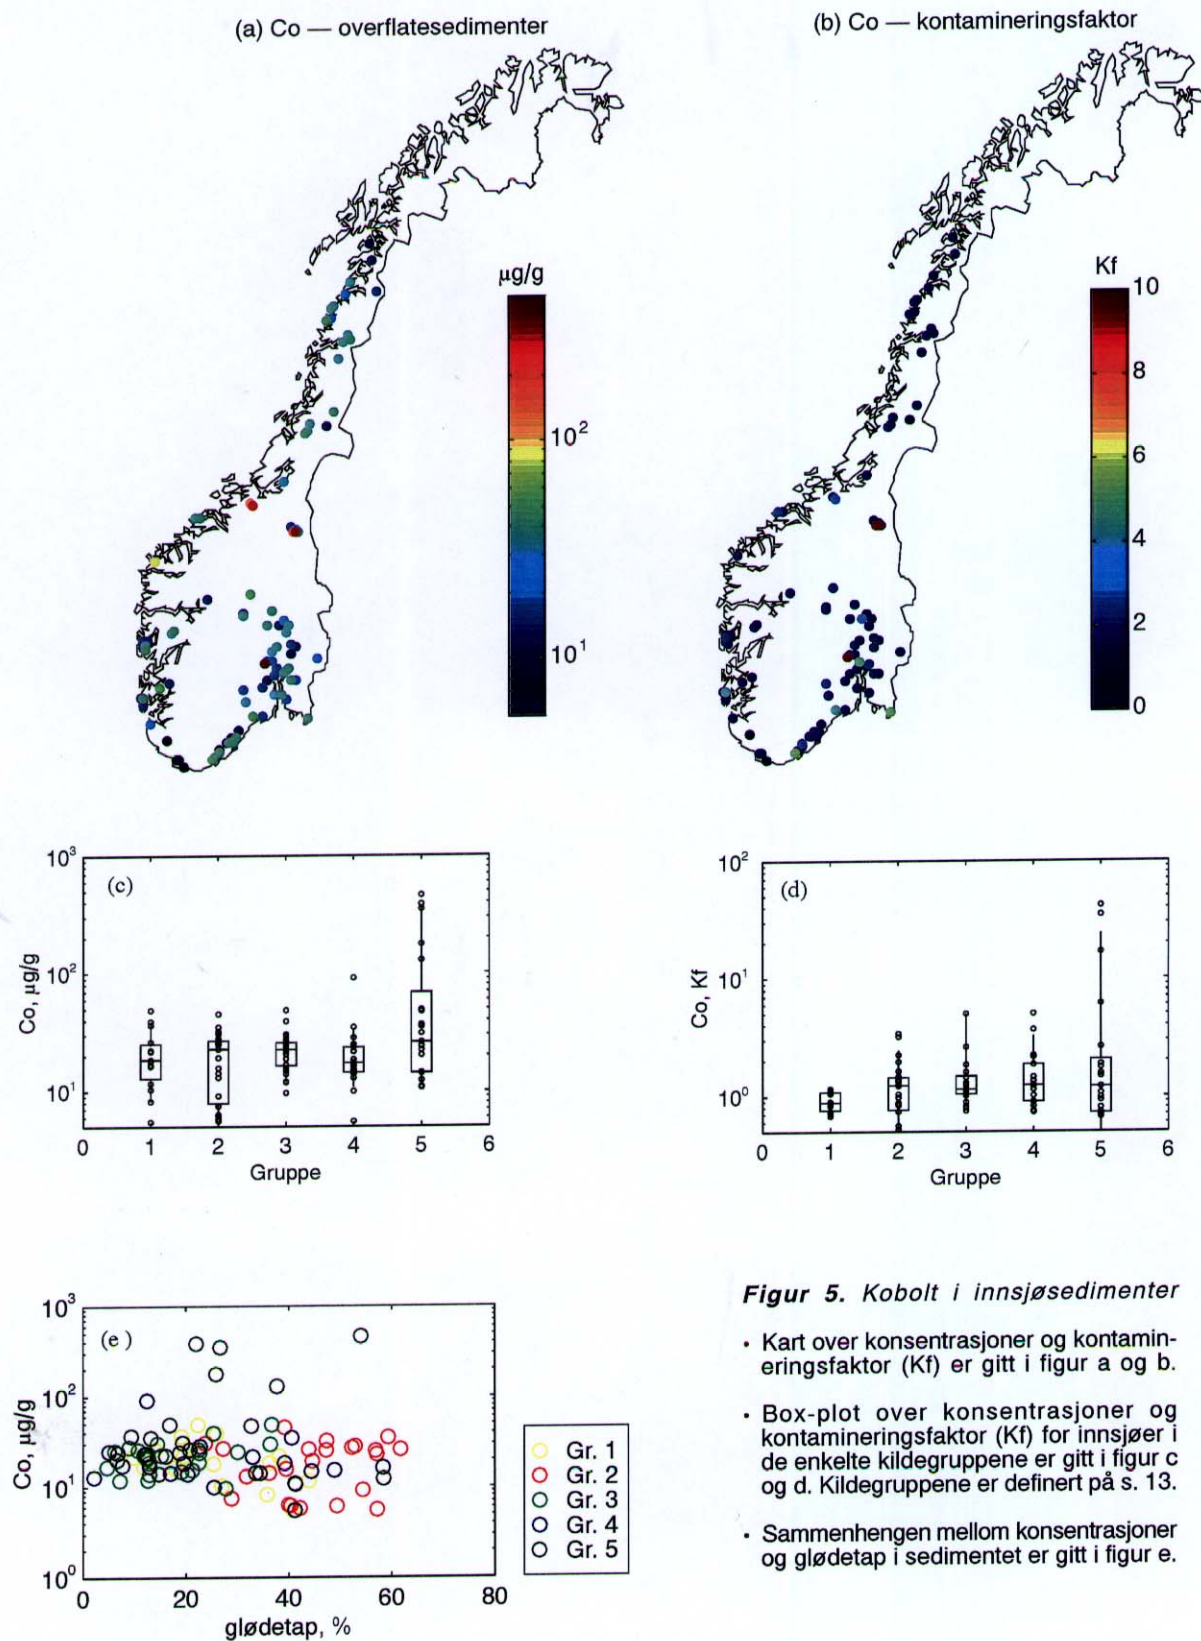 (a) Co — overflatesedimenter
(b) Co — kontamineringsfaktor
µg/g
10²
10¹
Kf
10
8
6
4
2
0
(c)
10³
10²
10¹
Co, µg/g
0 1 2 3 4 5 6
Gruppe
(d)
10²
10¹
10⁰
Co, Kf
0 1 2 3 4 5 6
Gruppe
(e )
10³
10²
10¹
10⁰
Co, µg/g
0 20 40 60 80
glødetap, %
Gr. 1
Gr. 2
Gr. 3
Gr. 4
Gr. 5
Figur 5. Kobolt i innsjøsedimenter
• Kart over konsentrasjoner og kontamin-
eringsfaktor (Kf) er gitt i figur a og b.
• Box-plot over konsentrasjoner og
kontamineringsfaktor (Kf) for innsjøer i
de enkelte kildegruppene er gitt i figur c
og d. Kildegruppene er definert på s. 13.
• Sammenhengen mellom konsentrasjoner
og glødetap i sedimentet er gitt i figur e.